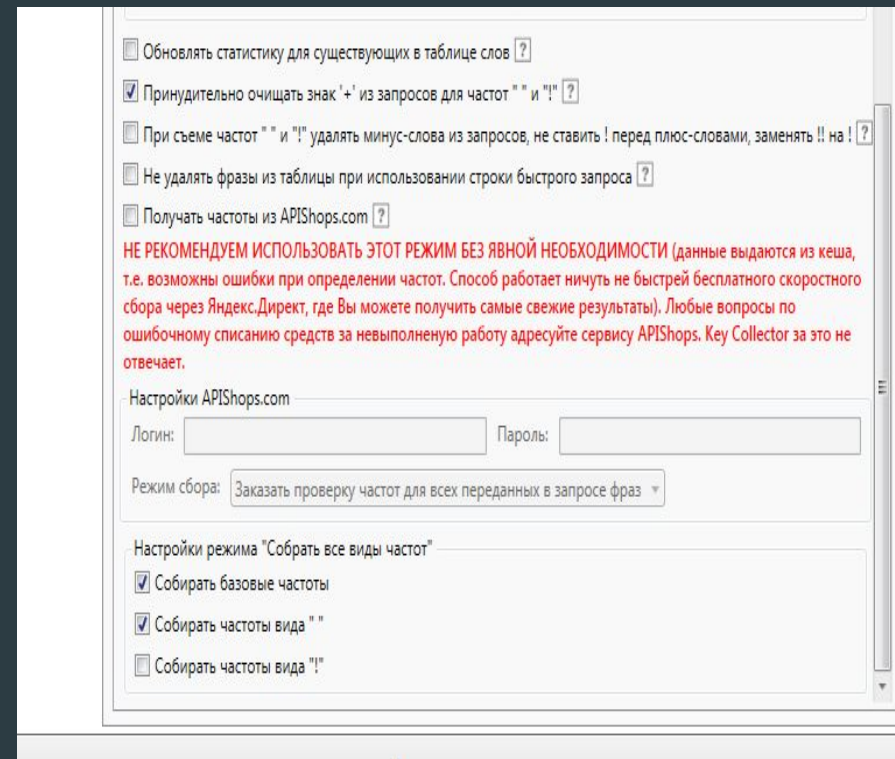 Обновлять статистику для существующих в таблице слов ?
Принудительно очищать знак '+' из запросов для частот " " и "!" ?
При съеме частот " " и "!" удалять минус-слова из запросов, не ставить ! перед плюс-словами, заменять !! на ! ?
Не удалять фразы из таблицы при использовании строки быстрого запроса ?
Получать частоты из APIShops.com ?
НЕ РЕКОМЕНДУЕМ ИСПОЛЬЗОВАТЬ ЭТОТ РЕЖИМ БЕЗ ЯВНОЙ НЕОБХОДИМОСТИ (данные выдаются из кеша,
т.е. возможны ошибки при определении частот. Способ работает ничуть не быстрей бесплатного скоростного
сбора через Яндекс.Директ, где Вы можете получить самые свежие результаты). Любые вопросы по
ошибочному списанию средств за невыполненую работу адресуйте сервису APIShops. Key Collector за это не
отвечает.
Настройки APIShops.com
Логин: Пароль:
Режим сбора: Заказать проверку частот для всех переданных в запросе фраз
Настройки режима "Собрать все виды частот"
Собирать базовые частоты
Собирать частоты вида " "
Собирать частоты вида "!"